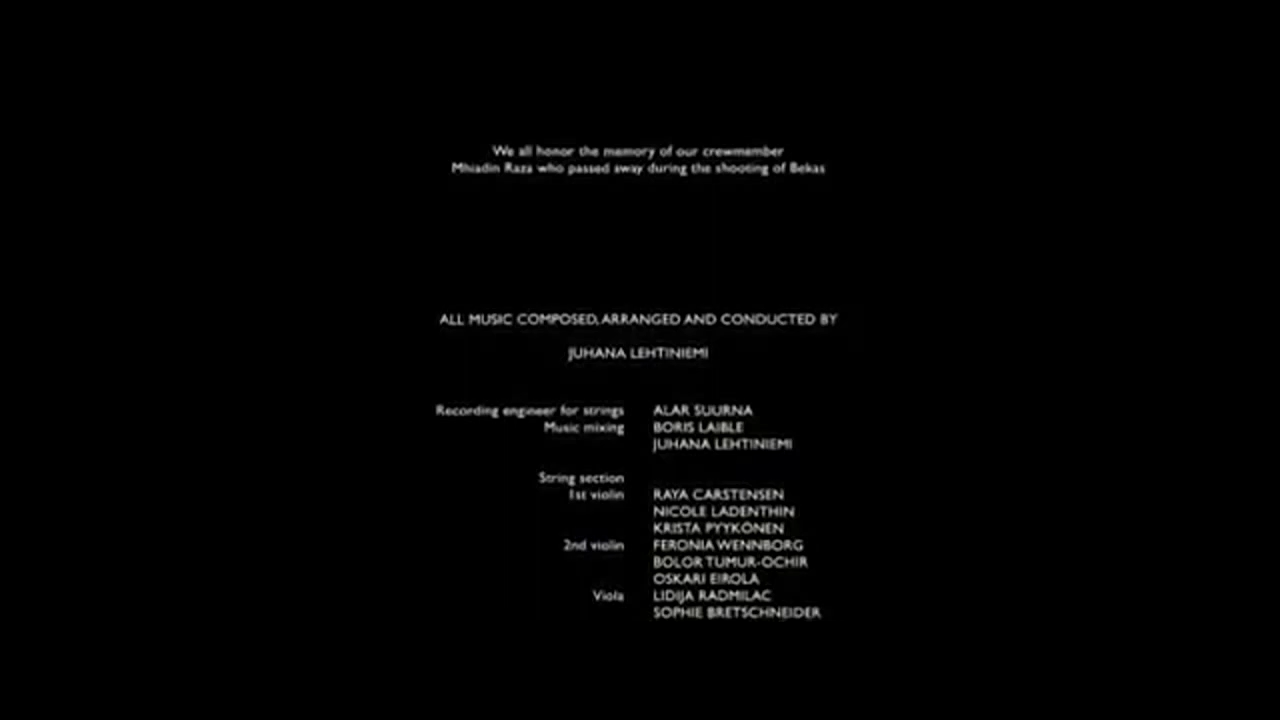 We all honor the memory of our crewmember
Mhiadin Raza who passed away during the shooting of Bekas
ALL MUSIC COMPOSED, ARRANGED AND CONDUCTED BY
JUHANA LEHTINIEMI
Recording engineer for strings ALAR SUURNA
Music mixing BORIS LAIBLE
JUHANA LEHTINIEMI
String section
1st violin RAYA CARSTENSEN
NICOLE LADENTHIN
KRISTA PYYKÖNEN
2nd violin FERONIA WENNBORG
BOLOR TUMUR-OCHIR
OSKARI EIROLA
Viola LIDIJA RADMILAC
SOPHIE BRETSCHNEIDER